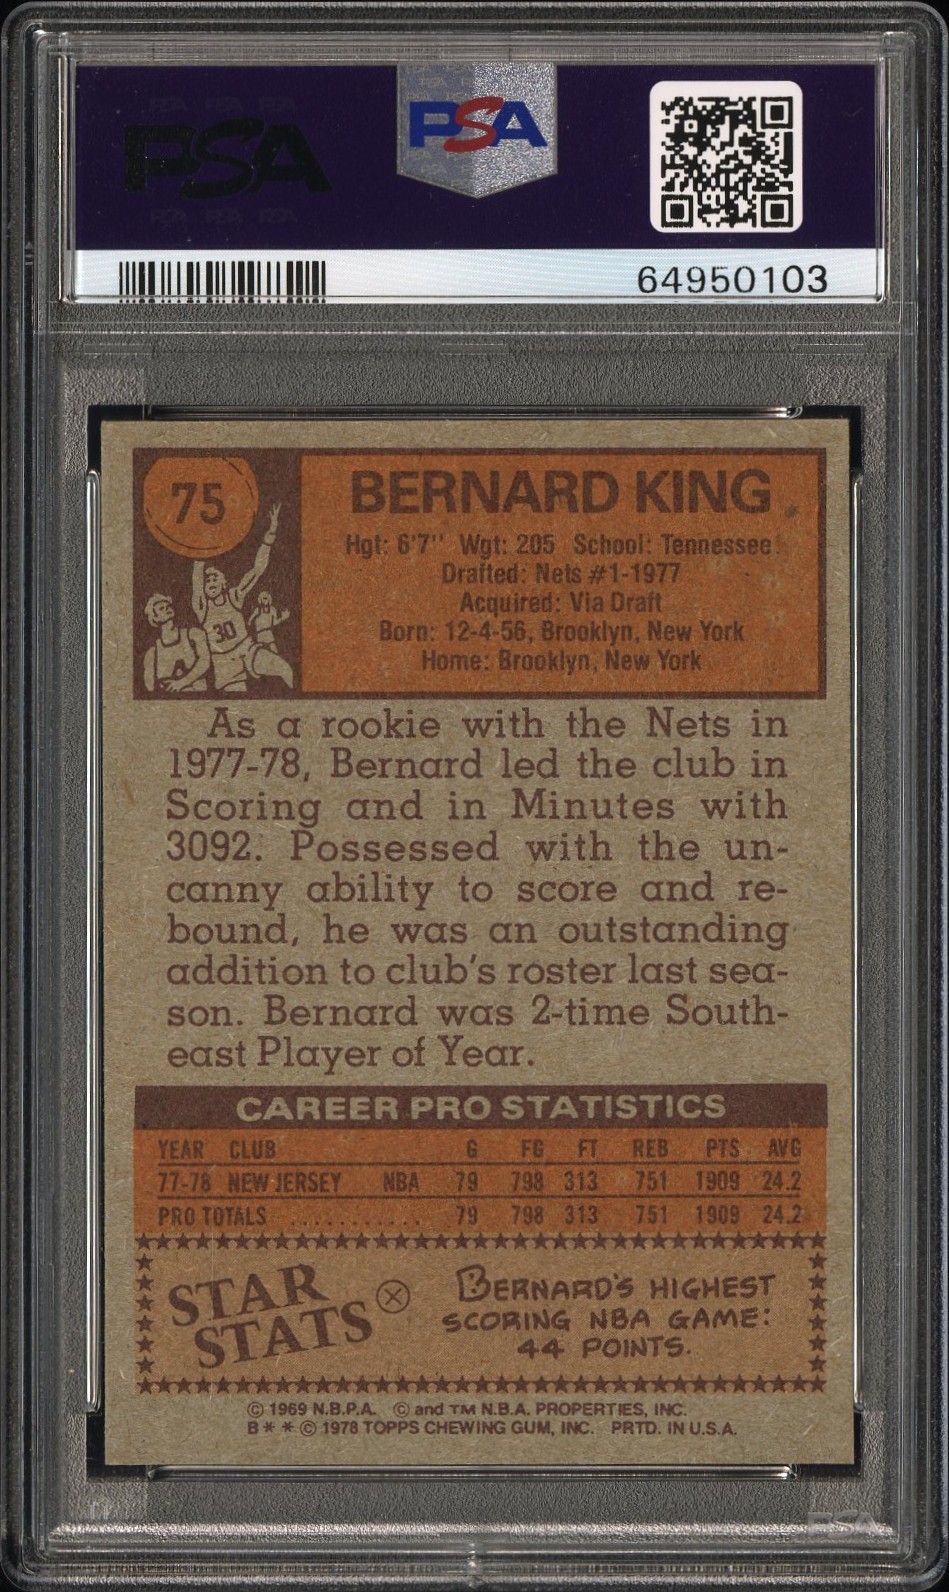 PSA
PSA
64950103
75
BERNARD KING
Hgt: 6'7'' Wgt: 205 School: Tennessee
Drafted: Nets #1-1977
Acquired: Via Draft
Born: 12-4-56, Brooklyn, New York
Home: Brooklyn, New York
30
As a rookie with the Nets in
1977-78, Bernard led the club in
Scoring and in Minutes with
3092. Possessed with the un-
canny ability to score and re-
bound, he was an outstanding
addition to club's roster last sea-
son. Bernard was 2-time South-
east Player of Year.
CAREER PRO STATISTICS
YEAR CLUB G FG FT REB PTS AVG
77-78 NEW JERSEY NBA 79 798 313 751 1909 24.2
PRO TOTALS ........... 79 798 313 751 1909 24.2
STAR
STATS
BERNARD'S HIGHEST
SCORING NBA GAME:
44 POINTS.
© 1969 N.B.P.A. © and TM N.B.A. PROPERTIES, INC.
B * * © 1978 TOPPS CHEWING GUM, INC. PRTD. IN U.S.A.
PSA